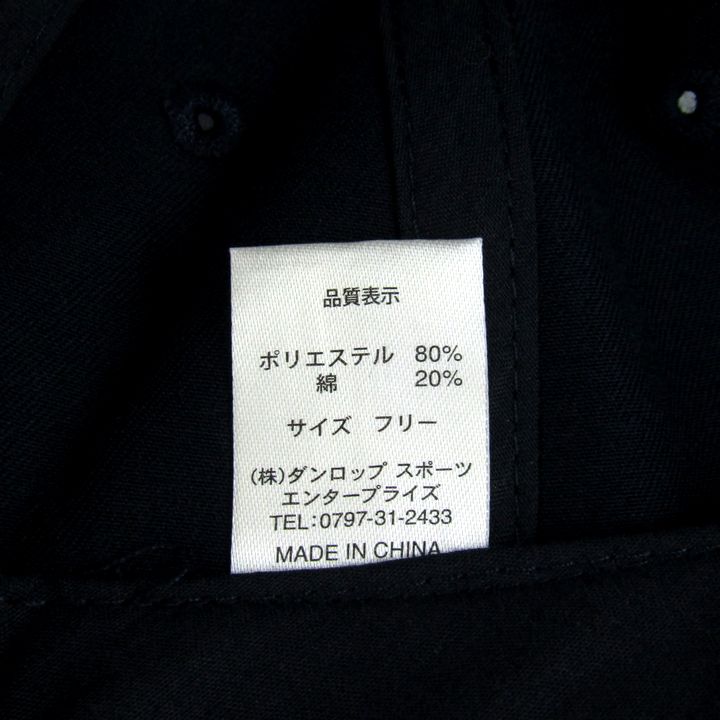 品質表示
ポリエステル 80%
綿 20%
サイズ フリー
(株)ダンロップ スポーツ
エンタープライズ
TEL:0797-31-2433
MADE IN CHINA